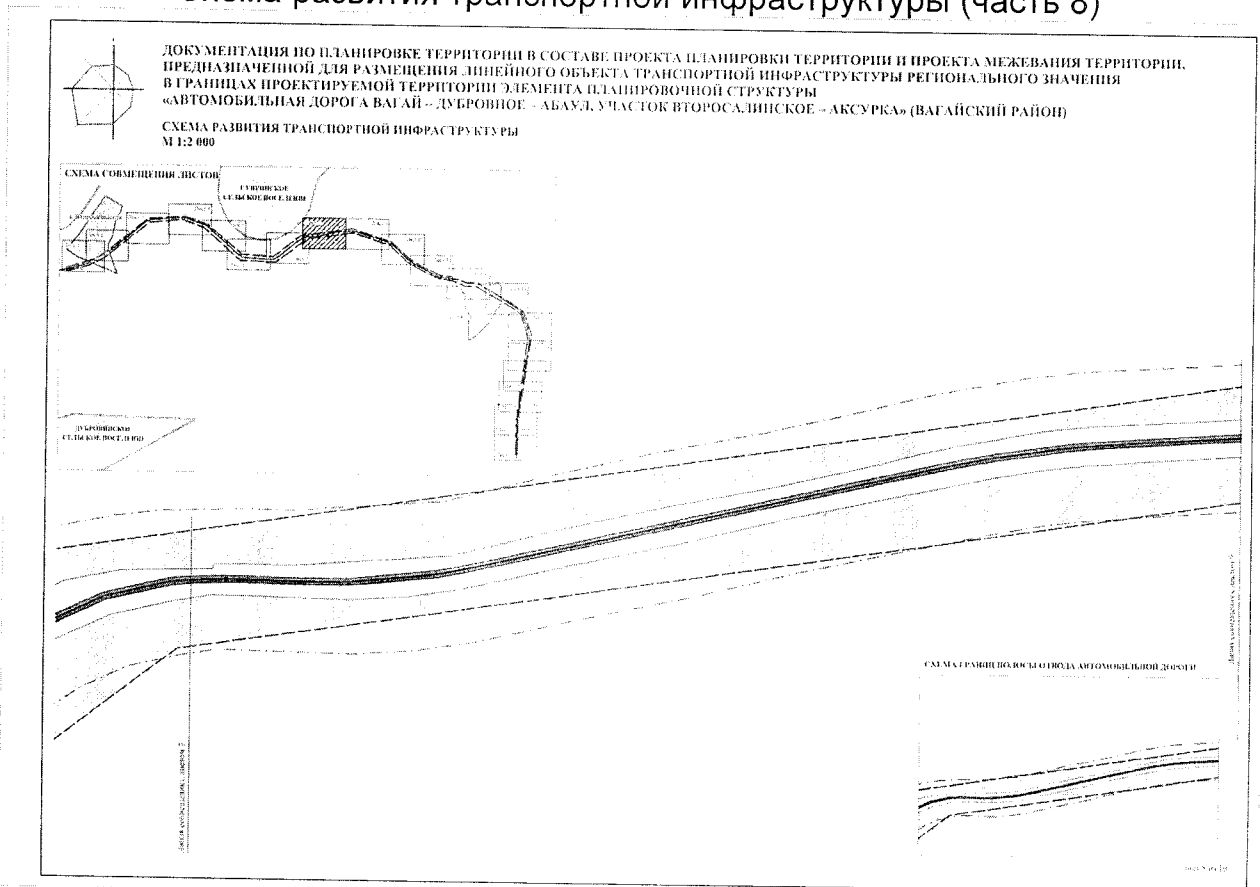 Схема развития транспортной инфраструктуры (часть 8)
ДОКУМЕНТАЦИЯ ПО ПЛАНИРОВКЕ ТЕРРИТОРИИ В СОСТАВЕ ПРОЕКТА ПЛАНИРОВКИ ТЕРРИТОРИИ И ПРОЕКТА МЕЖЕВАНИЯ ТЕРРИТОРИИ,
ПРЕДНАЗНАЧЕННОЙ ДЛЯ РАЗМЕЩЕНИЯ ЛИНЕЙНОГО ОБЪЕКТА ТРАНСПОРТНОЙ ИНФРАСТРУКТУРЫ РЕГИОНАЛЬНОГО ЗНАЧЕНИЯ
В ГРАНИЦАХ ПРОЕКТИРУЕМОЙ ТЕРРИТОРИИ ЭЛЕМЕНТА ПЛАНИРОВОЧНОЙ СТРУКТУРЫ
«АВТОМОБИЛЬНАЯ ДОРОГА ВАГАЙ – ДУБРОВНОЕ – АБАУЛ, УЧАСТОК ВТОРОСАЛИНСКОЕ – АКСУРКА» (ВАГАЙСКИЙ РАЙОН)
СХЕМА РАЗВИТИЯ ТРАНСПОРТНОЙ ИНФРАСТРУКТУРЫ
М 1:2 000
СХЕМА СОВМЕЩЕНИЯ ЛИСТОВ
СЕЛЬСКОЕ ПОСЕЛЕНИЕ
ДУБРОВИНСКОЕ
СЕЛЬСКОЕ ПОСЕЛЕНИЕ
СХЕМА ГРАНИЦ ПОЛОСЫ ОТВОДА АВТОМОБИЛЬНОЙ ДОРОГИ